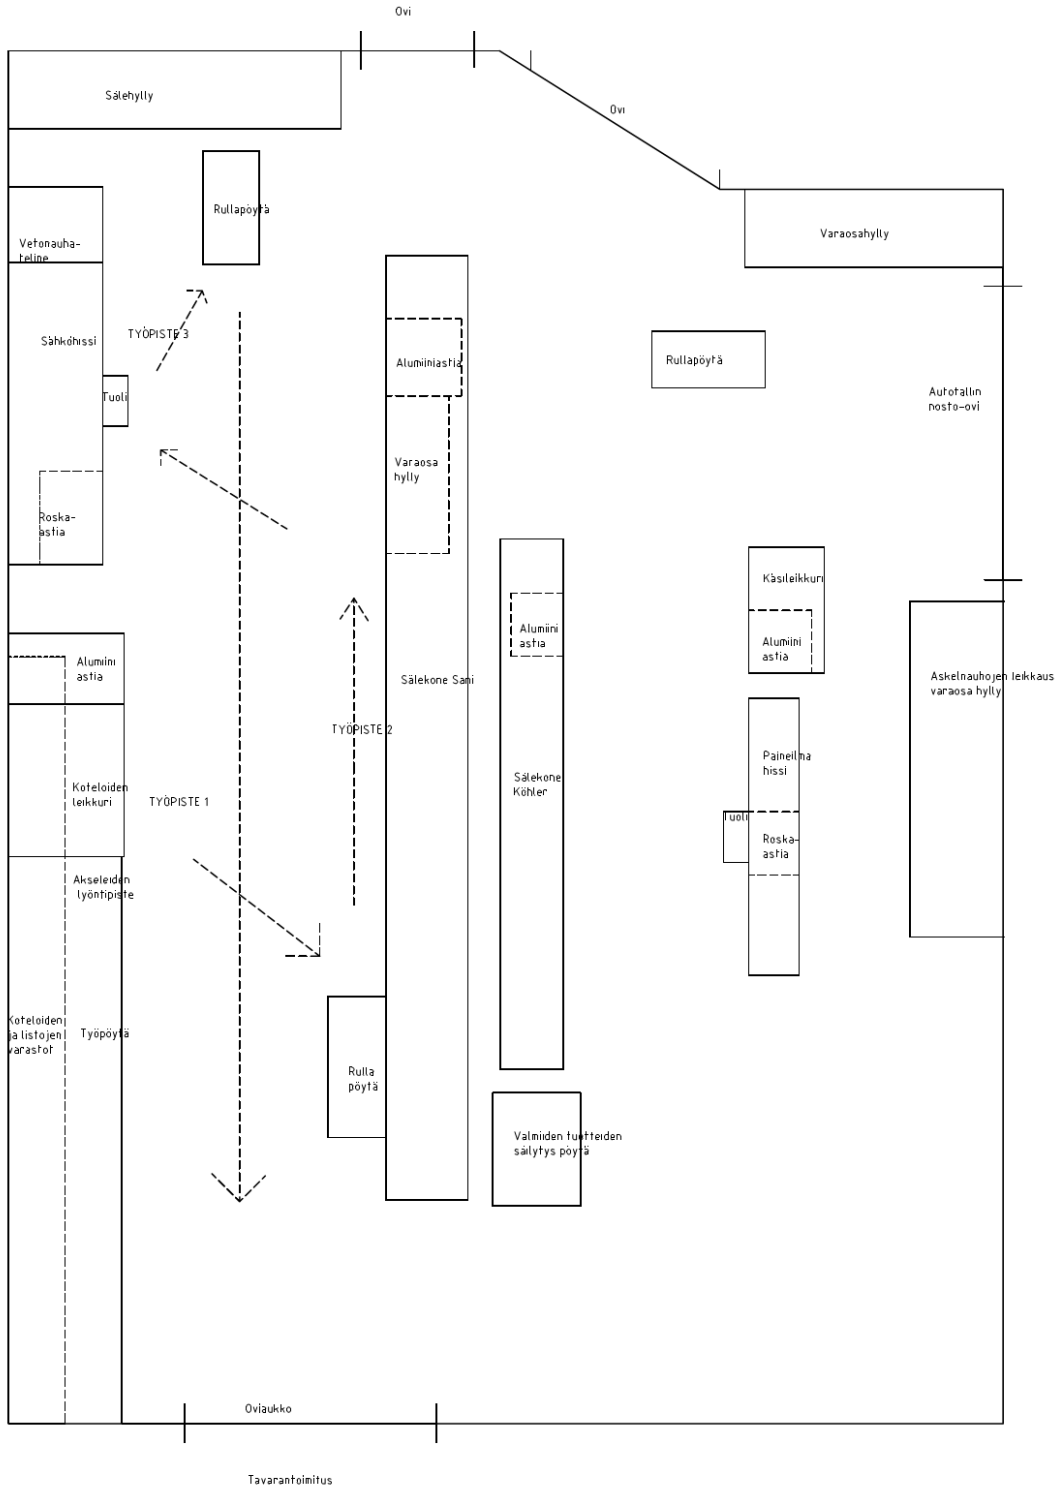 Ovi
Sälehylly
Ovi
Rullapöytä
Varaosahylly
Vetonauha-
teline
Sähköhissi
TYÖPISTE 3
Alumiiniastia
Rullapöytä
Tuoli
Autotallin
nosto-ovi
Varaosa
hylly
Roska-
astia
Käsileikkuri
Alumiini
astia
Alumiini
astia
Alumiini
astia
Sälekone Sani
Askelnauhojen leikkaus
varaosa hylly
TYÖPISTE 2
Paineilma
hissi
Sälekone
Köhler
Koteloiden
leikkuri
TYÖPISTE 1
Tuoli
Roska-
astia
Akseleiden
lyöntipiste
Koteloiden
ja listojen
varastot
Työpöytä
Rulla
pöytä
Valmiiden tuotteiden
säilytys pöytä
Oviaukko
Tavarantoimitus